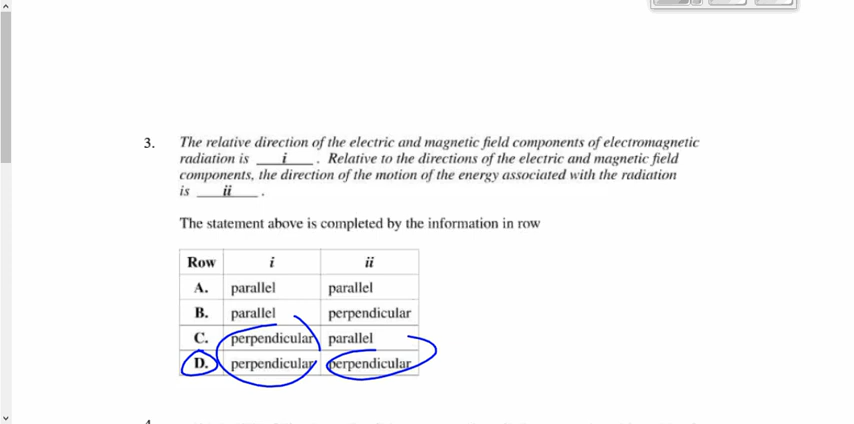 3. The relative direction of the electric and magnetic field components of electromagnetic
radiation is ___i___. Relative to the directions of the electric and magnetic field
components, the direction of the motion of the energy associated with the radiation
is ___ii___.
The statement above is completed by the information in row
Row i ii
A. parallel parallel
B. parallel perpendicular
C. perpendicular parallel
D. perpendicular perpendicular